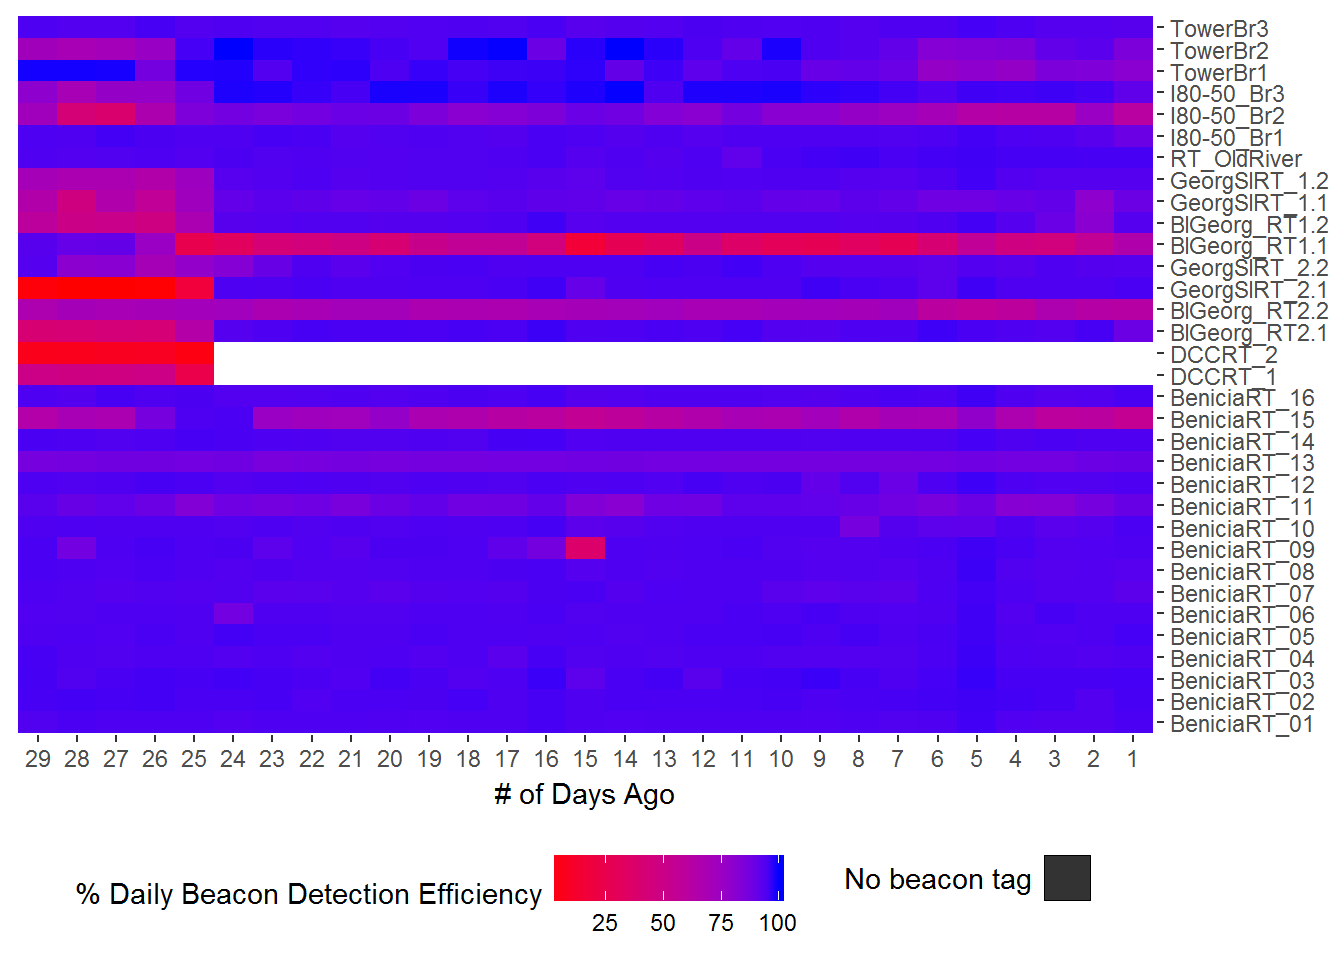 TowerBr3
TowerBr2
TowerBr1
I80-50_Br3
I80-50_Br2
I80-50_Br1
RT_OldRiver
GeorgSlRT_1.2
GeorgSlRT_1.1
BlGeorg_RT1.2
BlGeorg_RT1.1
GeorgSlRT_2.2
GeorgSlRT_2.1
BlGeorg_RT2.2
BlGeorg_RT2.1
DCCRT_2
DCCRT_1
BeniciaRT_16
BeniciaRT_15
BeniciaRT_14
BeniciaRT_13
BeniciaRT_12
BeniciaRT_11
BeniciaRT_10
BeniciaRT_09
BeniciaRT_08
BeniciaRT_07
BeniciaRT_06
BeniciaRT_05
BeniciaRT_04
BeniciaRT_03
BeniciaRT_02
BeniciaRT_01
29 28 27 26 25 24 23 22 21 20 19 18 17 16 15 14 13 12 11 10 9 8 7 6 5 4 3 2 1
# of Days Ago
% Daily Beacon Detection Efficiency
25 50 75 100
No beacon tag